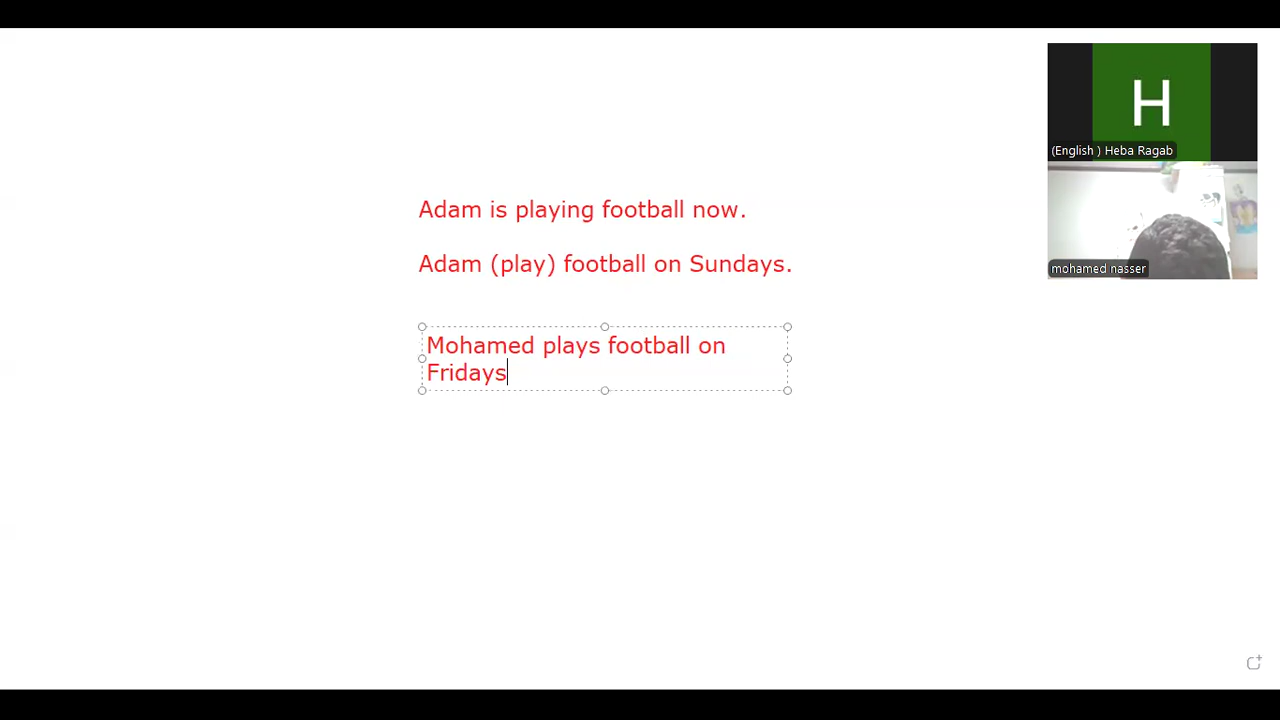 H
(English ) Heba Ragab
Adam is playing football now.
Adam (play) football on Sundays.
mohamed nasser
Mohamed plays football on
Fridays